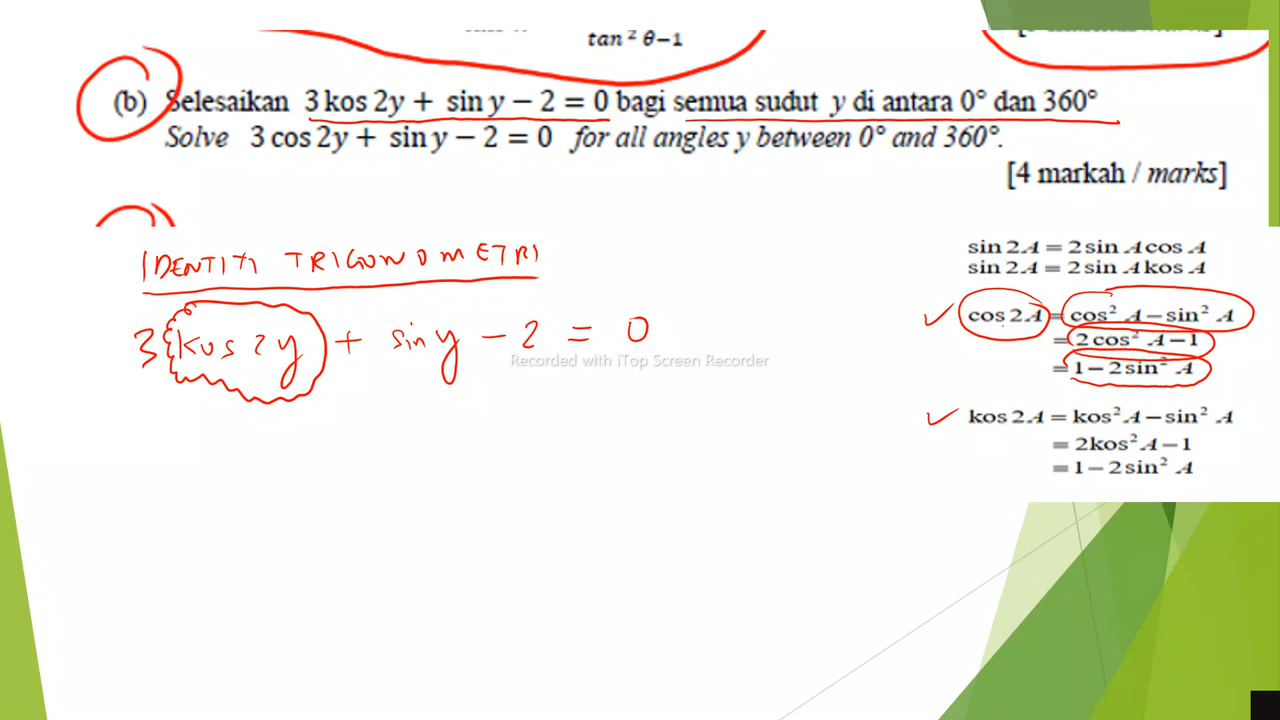 tan² θ−1
(b) Selesaikan 3 kos 2y + sin y − 2 = 0 bagi semua sudut y di antara 0° dan 360°
Solve 3 cos 2y + sin y − 2 = 0 for all angles y between 0° and 360°.
[4 markah / marks]
IDENTITI TRIGONOMETRI
3 kos 2y + sin y − 2 = 0
Recorded with iTop Screen Recorder
sin 2A = 2 sin A cos A
sin 2A = 2 sin A kos A
cos 2A = cos² A − sin² A
= 2 cos² A − 1
= 1 − 2 sin² A
kos 2A = kos² A − sin² A
= 2kos² A − 1
= 1 − 2 sin² A